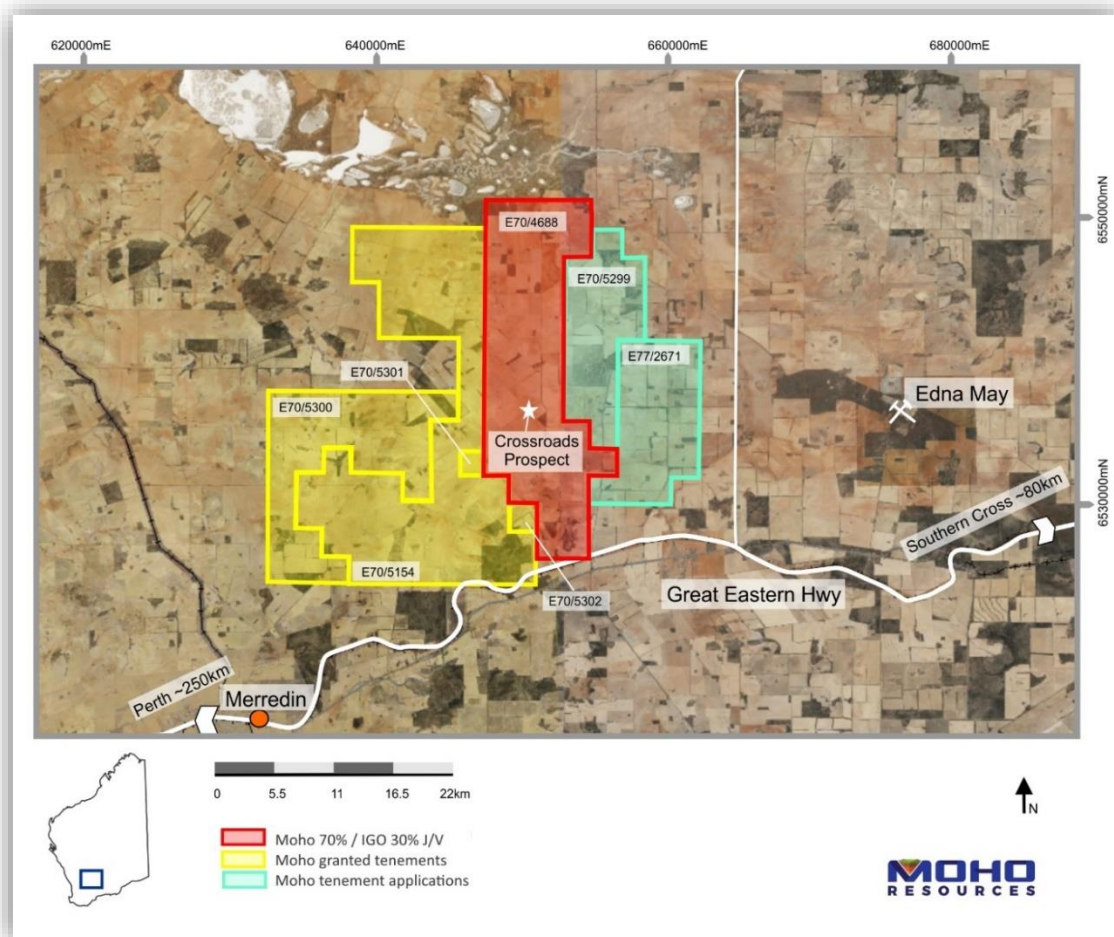 620000mE
640000mE
660000mE
680000mE
6550000mN
E70/4688
E70/5299
E77/2671
E70/5301
E70/5300
Edna May
Crossroads
Prospect
6530000mN
Southern Cross ~80km
E70/5154
E70/5302
Great Eastern Hwy
Perth ~250km
Merredin
0 5.5 11 16.5 22km
N
Moho 70% / IGO 30% J/V
Moho granted tenements
Moho tenement applications
MOHO
RESOURCES